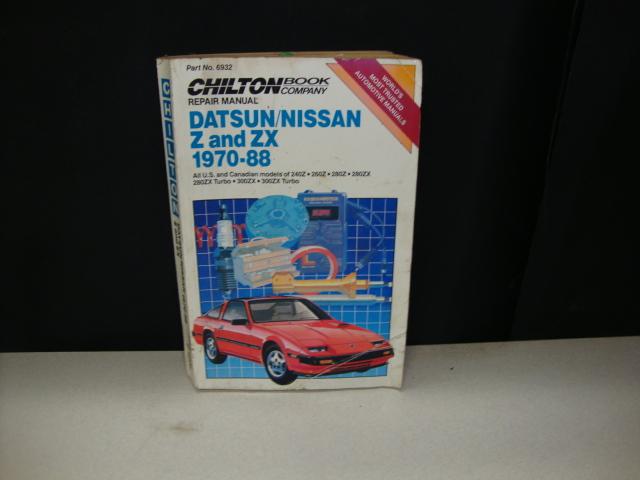 Part No. 6932
CHILTON BOOK COMPANY
REPAIR MANUAL
WORLD'S
MOST TRUSTED
AUTOMOTIVE MANUALS
DATSUN/NISSAN
Z and ZX
1970-88
All U.S. and Canadian models of 240Z • 260Z • 280Z • 280ZX
280ZX Turbo • 300ZX • 300ZX Turbo
CHILTON